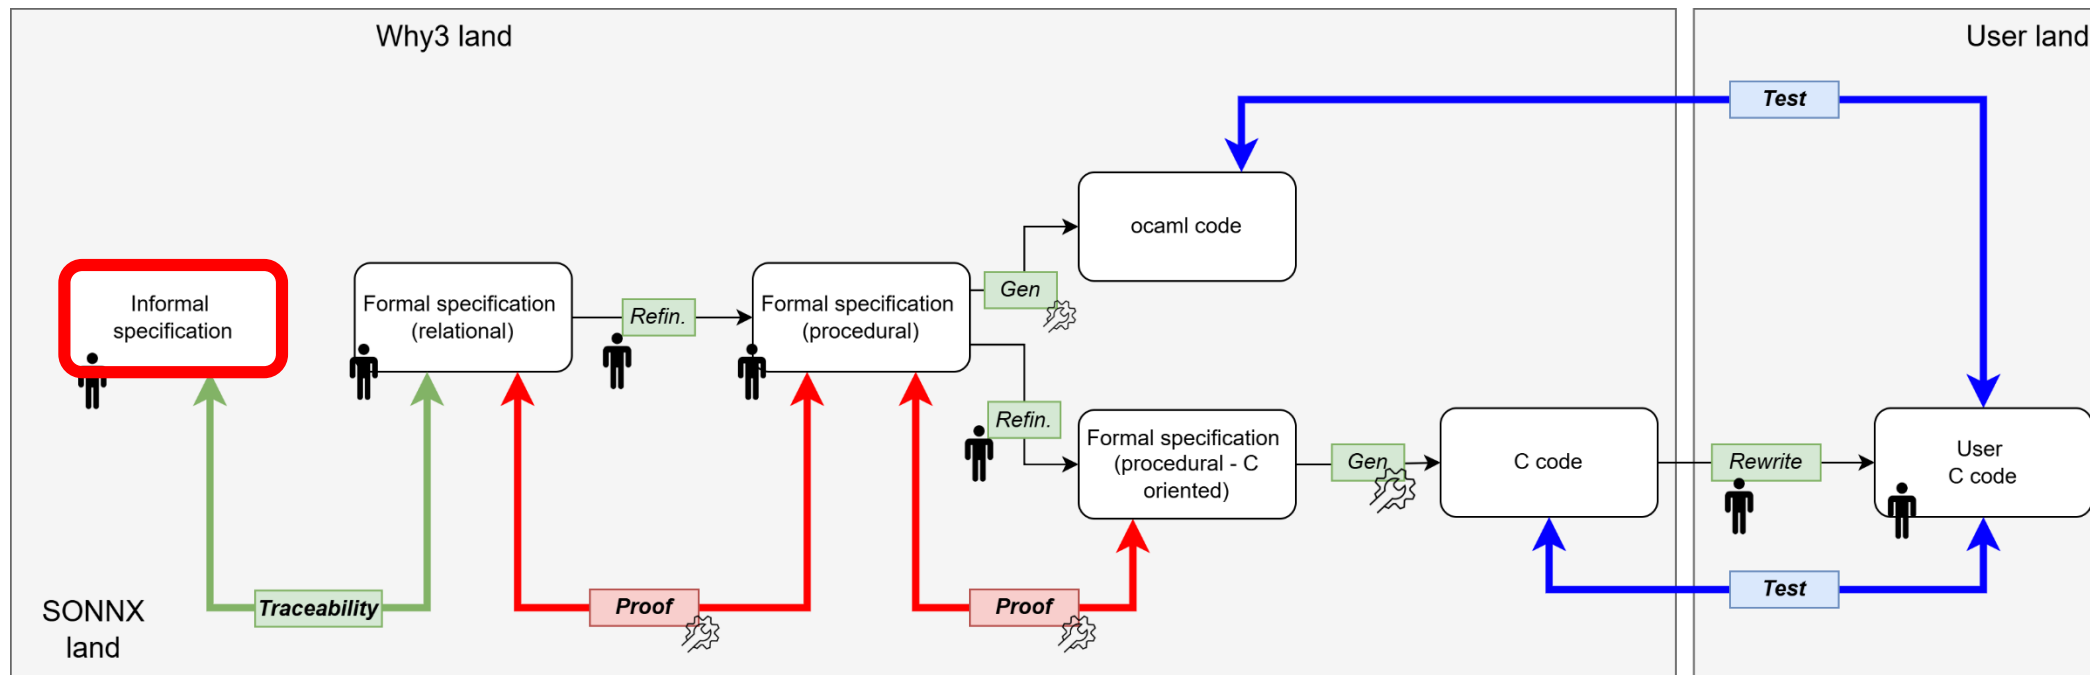 Why3 land
User land
Test
ocaml code
Informal
specification
Formal specification
(relational)
Refin.
Formal specification
(procedural)
Gen
Refin.
Formal specification
(procedural - C
oriented)
Gen
C code
Rewrite
User
C code
SONNX
land
Traceability
Proof
Proof
Test